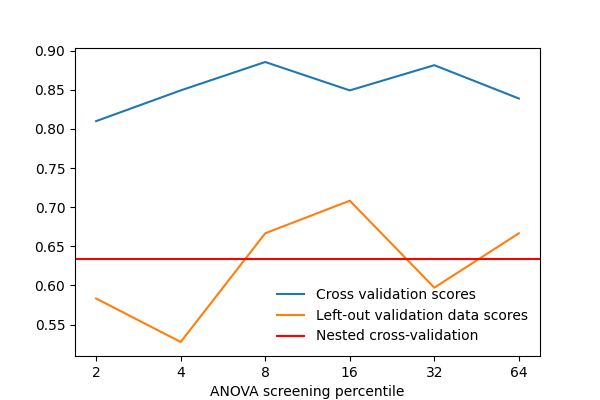 0.90
0.85
0.80
0.75
0.70
0.65
0.60
0.55
Cross validation scores
Left-out validation data scores
Nested cross-validation
2 4 8 16 32 64
ANOVA screening percentile